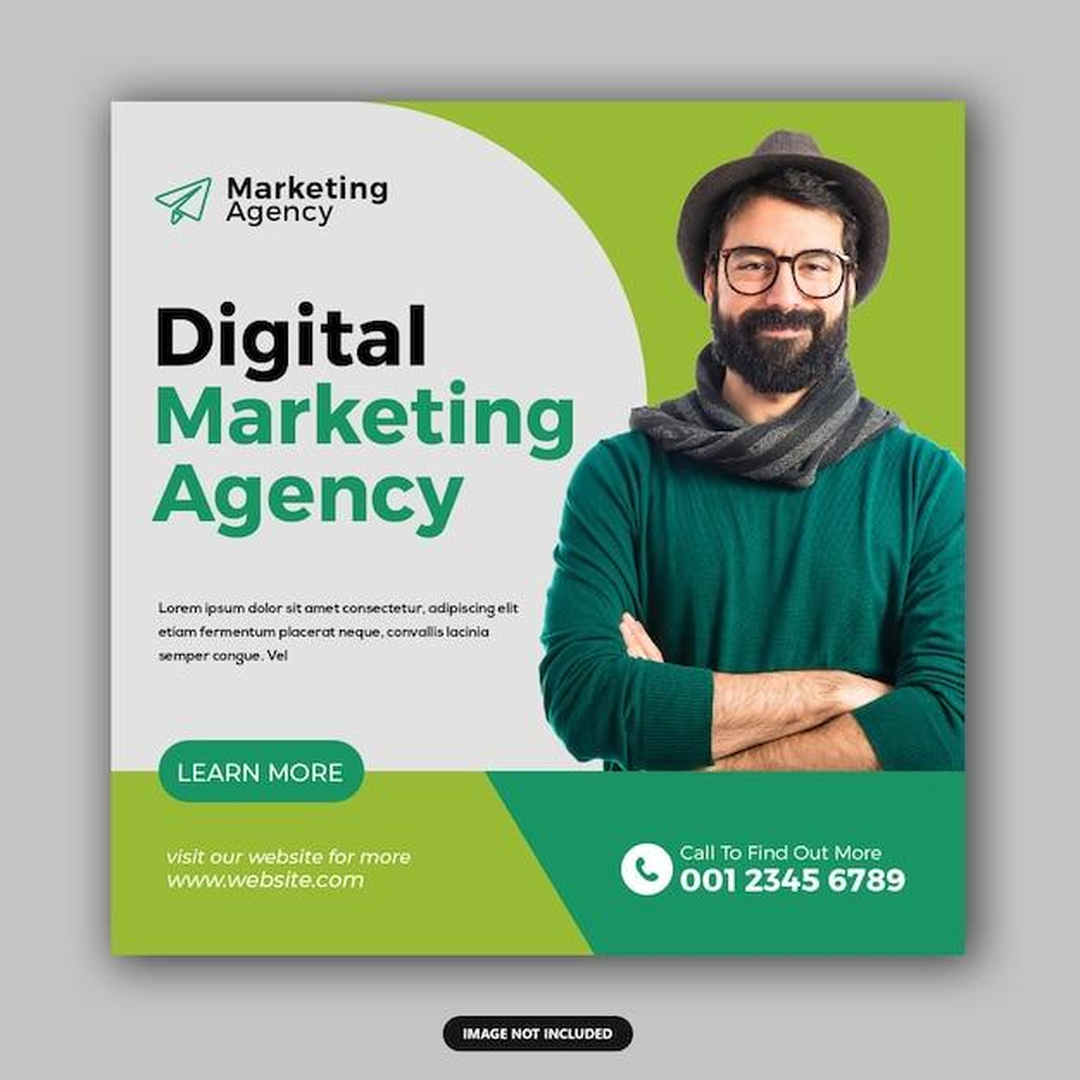 Marketing
Agency
Digital
Marketing
Agency
Lorem ipsum dolor sit amet consectetur, adipiscing elit
etiam fermentum placerat neque, convallis lacinia
semper congue. Vel
LEARN MORE
visit our website for more
www.website.com
Call To Find Out More
001 2345 6789
IMAGE NOT INCLUDED